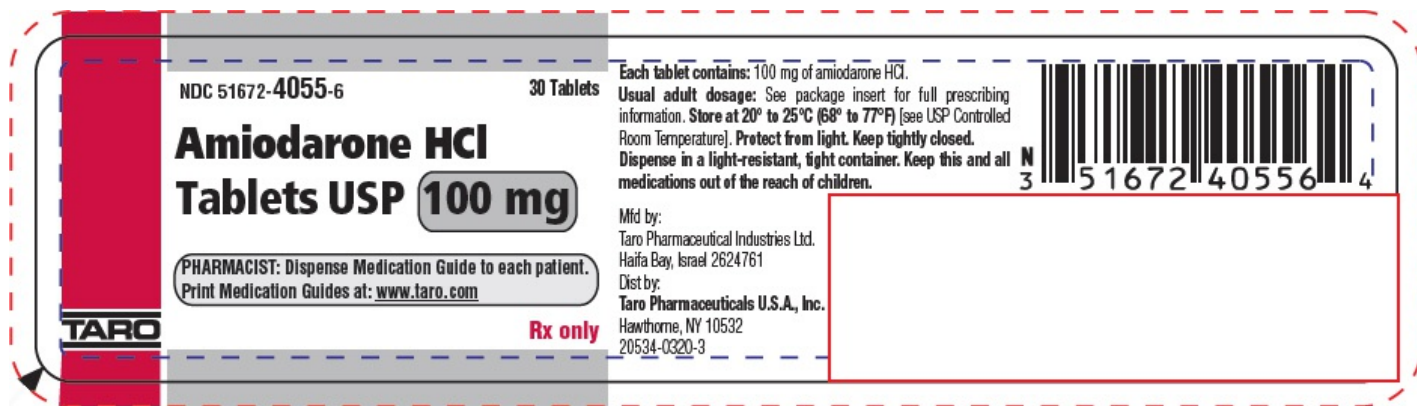 TARO
NDC 51672-4055-6
30 Tablets
Amiodarone HCl
Tablets USP 100 mg
PHARMACIST: Dispense Medication Guide to each patient.
Print Medication Guides at: www.taro.com
Rx only
Each tablet contains: 100 mg of amiodarone HCl.
Usual adult dosage: See package insert for full prescribing
information. Store at 20° to 25°C (68° to 77°F) [see USP Controlled
Room Temperature]. Protect from light. Keep tightly closed.
Dispense in a light-resistant, tight container. Keep this and all
medications out of the reach of children.
Mfd by:
Taro Pharmaceutical Industries Ltd.
Haifa Bay, Israel 2624761
Dist by:
Taro Pharmaceuticals U.S.A., Inc.
Hawthorne, NY 10532
20534-0320-3
N
3 51672 40556 4